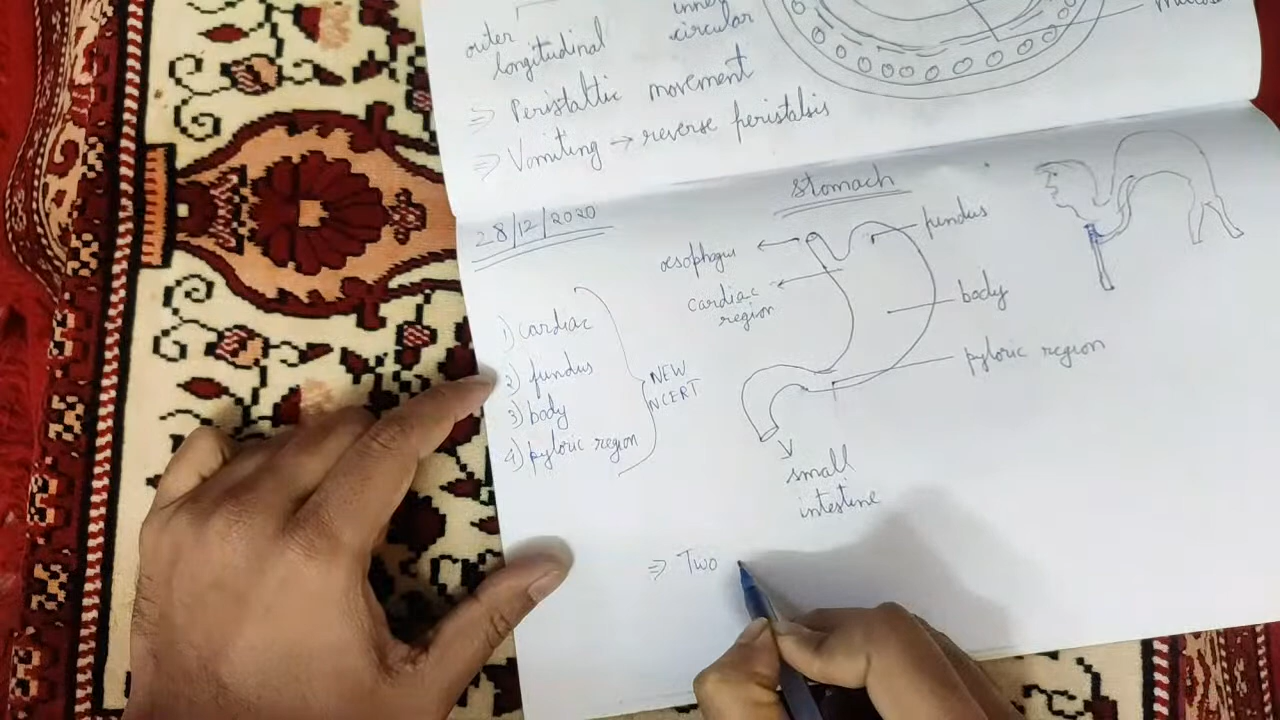 outer
longitudinal
inner
circular
⇒ Peristaltic movement
⇒ Vomiting → reverse peristalsis
28/12/2020
Stomach
oesophagus
fundus
cardiac
region
body
pyloric region
small
intestine
1) cardiac
2) fundus
3) body
4) pyloric region
NEW
NCERT
⇒ Two